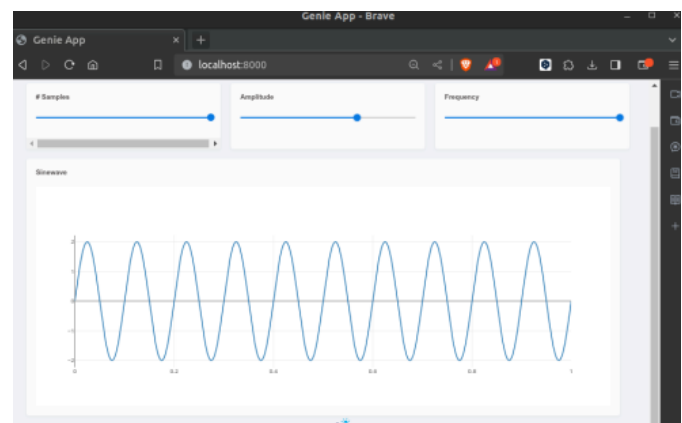 Genie App - Brave
Genie App
localhost:8000
# Samples
Amplitude
Frequency
Sinewave
2
1
0
−1
−2
0
0.2
0.4
0.6
0.8
1